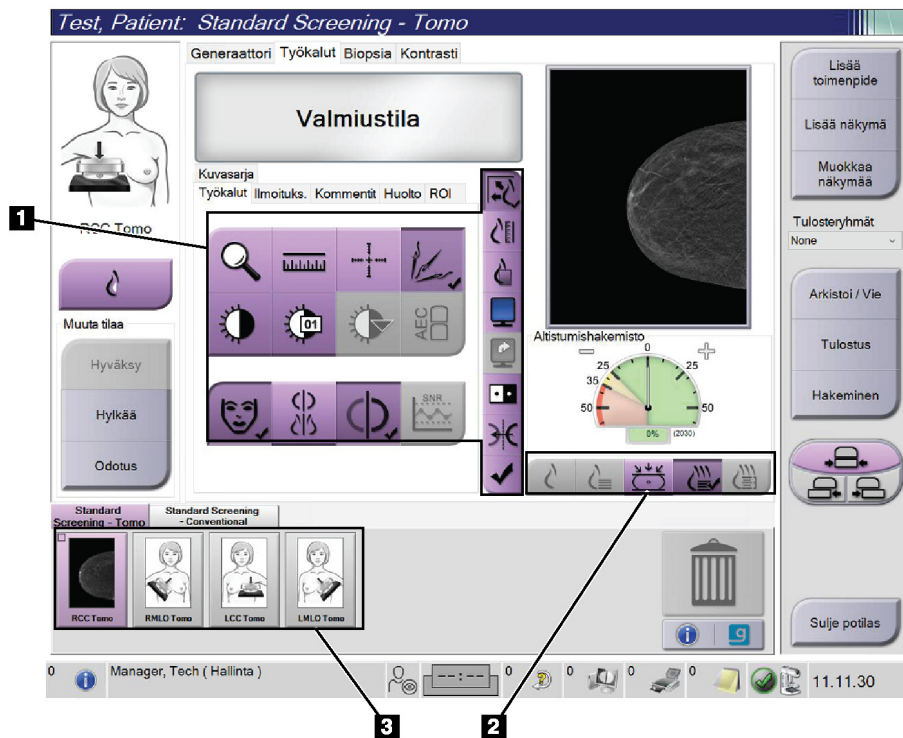 Test, Patient: Standard Screening - Tomo
Generaattori Työkalut Biopsia Kontrasti
Valmiustila
Kuvasarja
Työkalut Ilmoituks. Kommentit Huolto ROI
1
RCC Tomo
Muuta tilaa
Hyväksy
Hylkää
Odotus
01
AEC
SNR
Altistumishakemisto
0
25
25
35
50
50
0%
(2030)
Lisää
toimenpide
Lisää näkymä
Muokkaa
näkymää
Tulosteryhmät
None
Arkistoi / Vie
Tulostus
Hakeminen
Sulje potilas
Standard
Screening - Tomo
Standard Screening
- Conventional
RCC Tomo
RMLO Tomo
LCC Tomo
LMLO Tomo
0
Manager, Tech ( Hallinta )
--:--
0
0
0
0
11.11.30
3
2